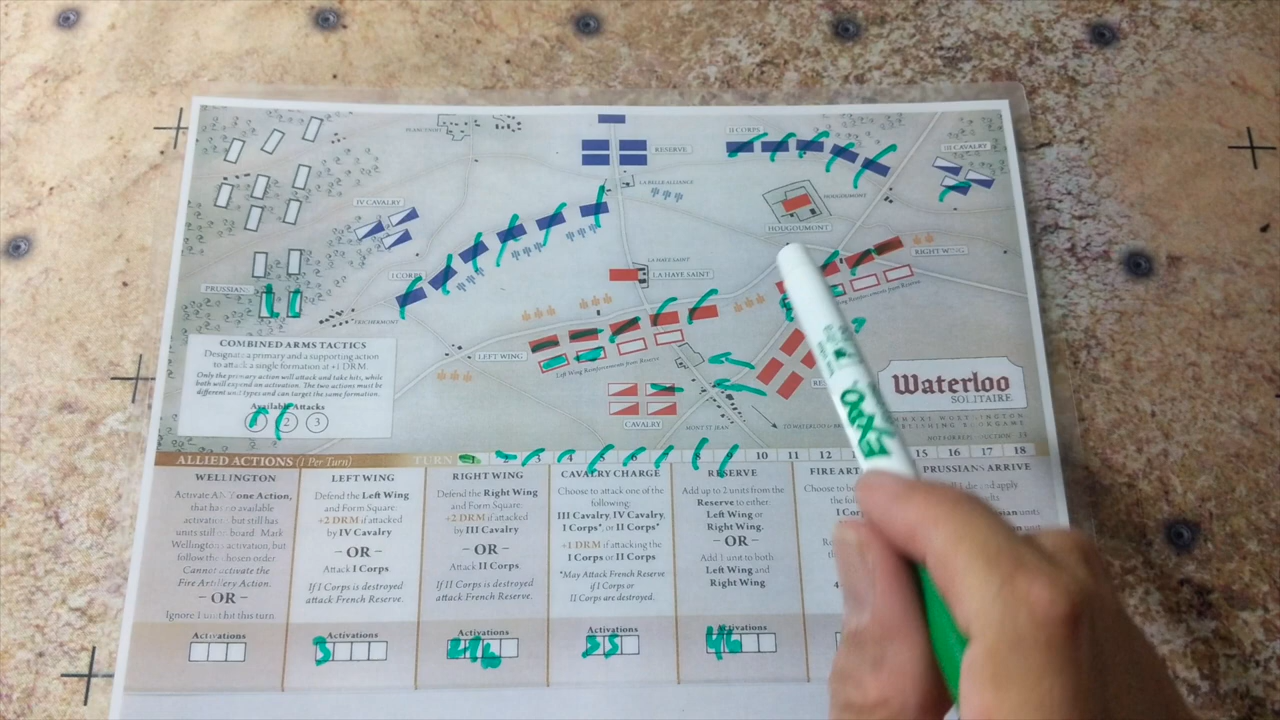 PLANCENOIT
RESERVE
II CORPS
III CAVALRY
LA BELLE-ALLIANCE
HOUGOUMONT
HOUGOUMONT
IV CAVALRY
I CORPS
LA HAYE SAINT
LA HAYE SAINT
RIGHT WING
Reinforcements from Reserve
PRUSSIANS
FRICHERMONT
LEFT WING
Left Wing Reinforcements from Reserve
CAVALRY
MONT ST JEAN
TO WATERLOO
COMBINED ARMS TACTICS
Designate a primary and a supporting action
to attack a single formation at +1 DRM.
Only the primary action will attack and take hits, while
both will expend an activation. The two actions must be
different unit types and can target the same formation.
Available Attacks
1 2 3
Waterloo
SOLITAIRE
EXPO
ALLIED ACTIONS (1 Per Turn)
TURN 2 3 5 6 8 9 10 11 12 15 16 17 18
WELLINGTON
Activate ANY one Action,
that has no available
activations but still has
units still on board. Mark
Wellington's activation, but
follow the chosen order
Cannot activate the
Fire Artillery Action.
– OR –
Ignore 1 unit hit this turn
Activations
LEFT WING
Defend the Left Wing
and Form Square:
+2 DRM if attacked
by IV Cavalry
– OR –
Attack I Corps
If I Corps is destroyed
attack French Reserve.
Activations
3
RIGHT WING
Defend the Right Wing
and Form Square:
+2 DRM if attacked
by III Cavalry
– OR –
Attack II Corps
If II Corps is destroyed
attack French Reserve.
Activations
CAVALRY CHARGE
Choose to attack one of the
following:
III Corps, IV Cavalry,
I Corps*, or II Corps*
+1 DRM if attacking the
I Corps or II Corps
*May Attack French Reserve
if I Corps or
II Corps are destroyed.
Activations
55
RESERVE
Add up to 2 units from the
Reserve to either
Left Wing or
Right Wing.
– OR –
Add 1 unit to both
Left Wing and
Right Wing
Activations
46
FIRE ART
PRUSSIANS ARRIVE